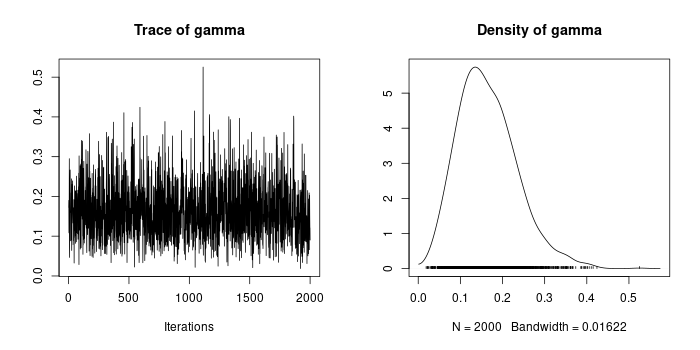 Trace of gamma
0.5
0.4
0.3
0.2
0.1
0.0
0 500 1000 1500 2000
Iterations
Density of gamma
5
4
3
2
1
0
0.0 0.1 0.2 0.3 0.4 0.5
N = 2000 Bandwidth = 0.01622